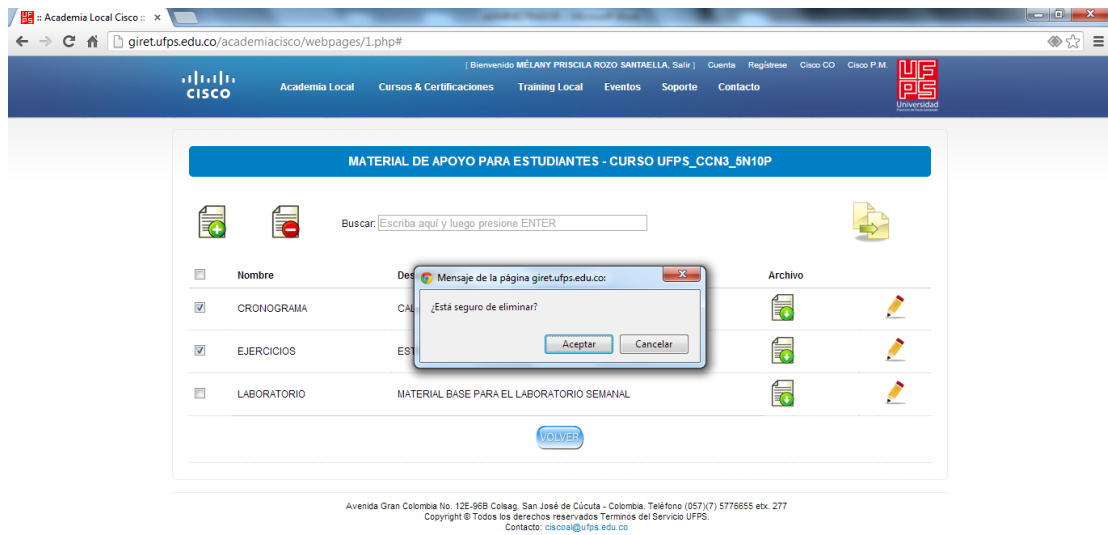 :: Academia Local Cisco ::
giret.ufps.edu.co/academiacisco/webpages/1.php#
[ Bienvenido MÉLANY PRISCILA ROZO SANTAELLA, Salir ] Cuenta Regístrese Cisco CO Cisco P.M.
CISCO
Academia Local Cursos & Certificaciones Training Local Eventos Soporte Contacto
UFPS
Universidad
MATERIAL DE APOYO PARA ESTUDIANTES - CURSO UFPS_CCN3_5N10P
Buscar: Escriba aquí y luego presione ENTER
Nombre Archivo
Mensaje de la página giret.ufps.edu.co:
¿Está seguro de eliminar?
Aceptar Cancelar
CRONOGRAMA
EJERCICIOS
LABORATORIO MATERIAL BASE PARA EL LABORATORIO SEMANAL
VOLVER
Avenida Gran Colombia No. 12E-96B Colsag. San José de Cúcuta - Colombia. Teléfono (057)(7) 5776655 etx. 277
Copyright © Todos los derechos reservados Terminos del Servicio UFPS.
Contacto: ciscoal@ufps.edu.co